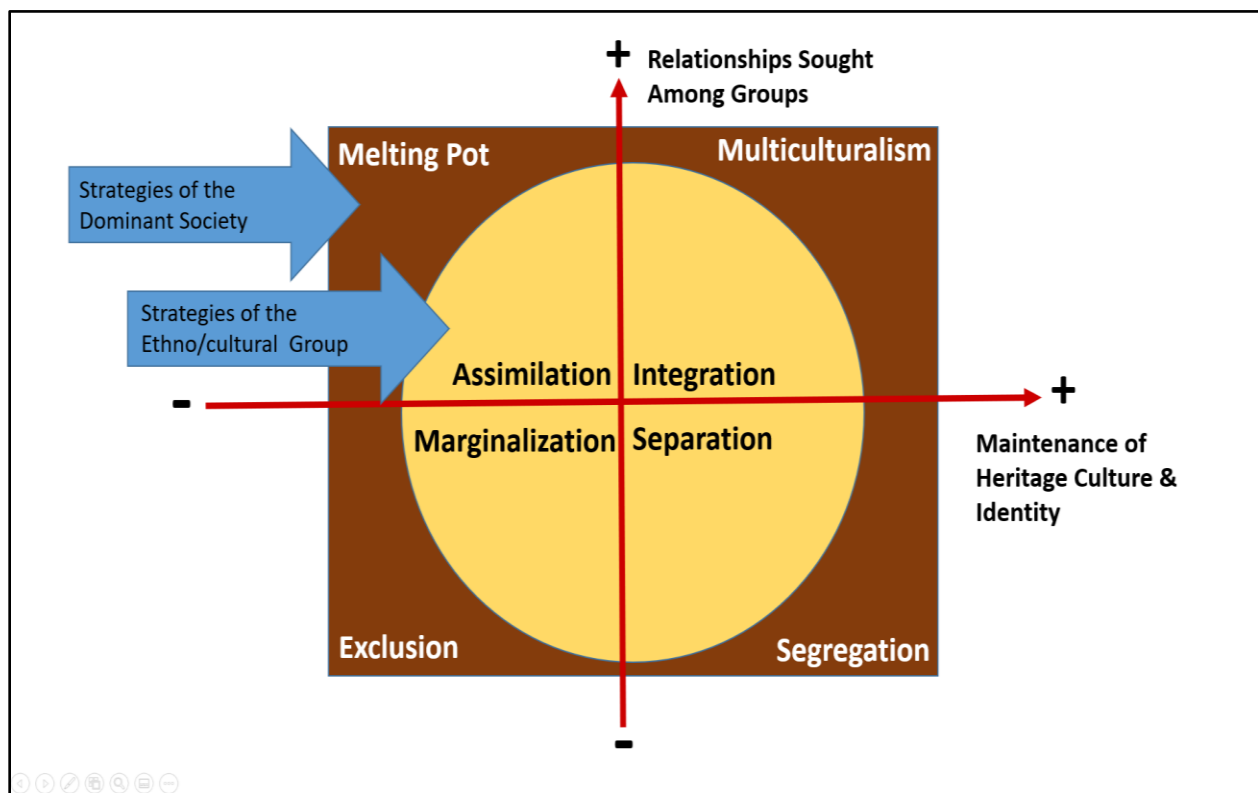 + Relationships Sought
Among Groups
Melting Pot
Multiculturalism
Strategies of the
Dominant Society
Strategies of the
Ethno/cultural Group
Assimilation
Integration
-
+
Marginalization
Separation
Maintenance of
Heritage Culture &
Identity
Exclusion
Segregation
-